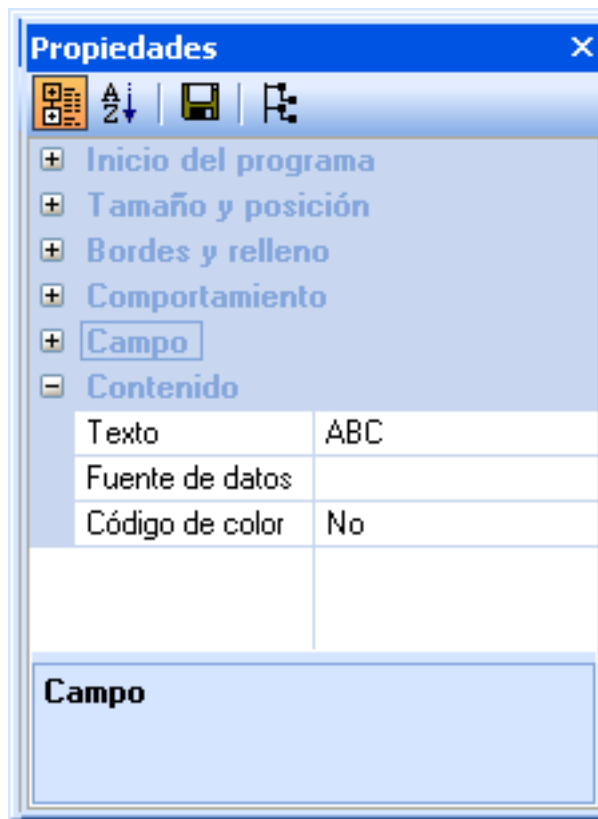 Propiedades
Inicio del programa
Tamaño y posición
Bordes y relleno
Comportamiento
Campo
Contenido
Texto ABC
Fuente de datos
Código de color No
Campo